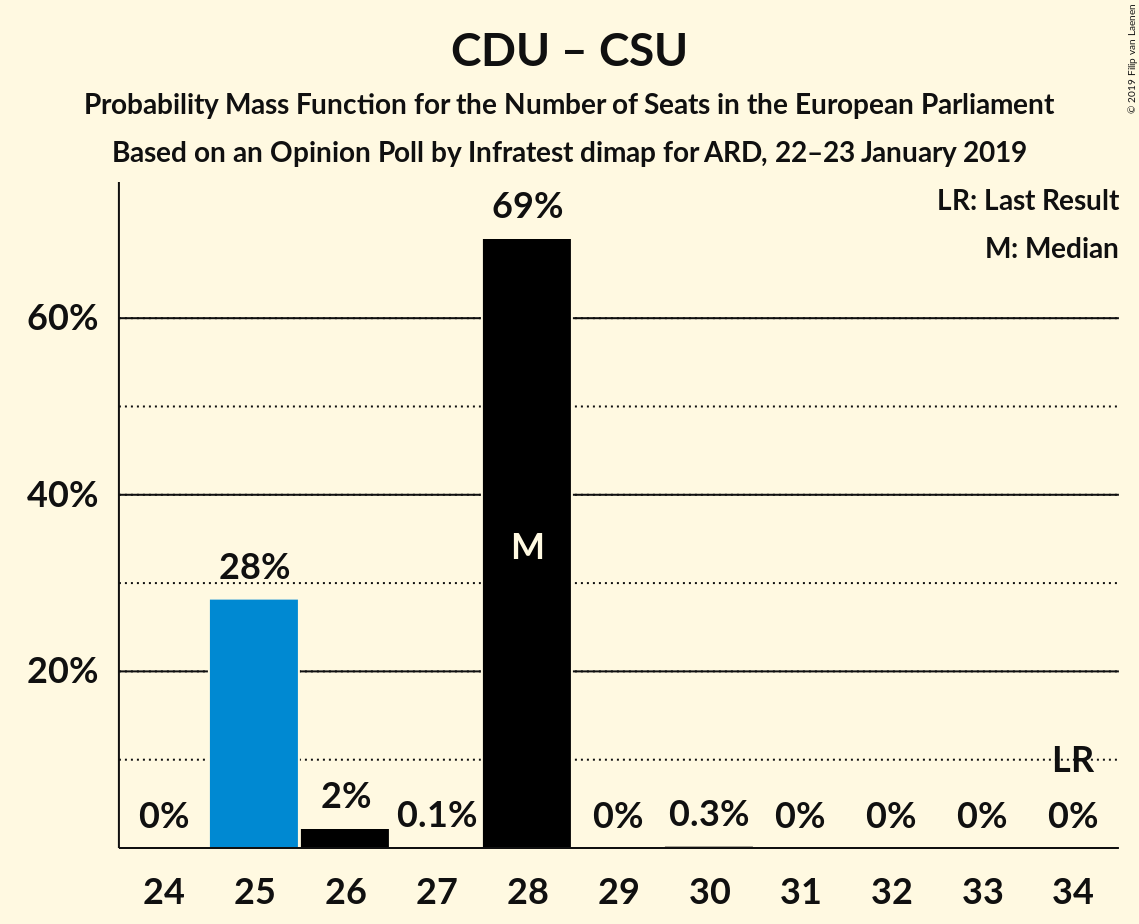 CDU – CSU
Probability Mass Function for the Number of Seats in the European Parliament
Based on an Opinion Poll by Infratest dimap for ARD, 22–23 January 2019
© 2019 Filip van Laenen
LR: Last Result
M: Median
69%
60%
40%
M
28%
20%
LR
0%
2%
0.1%
0%
0.3%
0%
0%
0%
0%
24 25 26 27 28 29 30 31 32 33 34